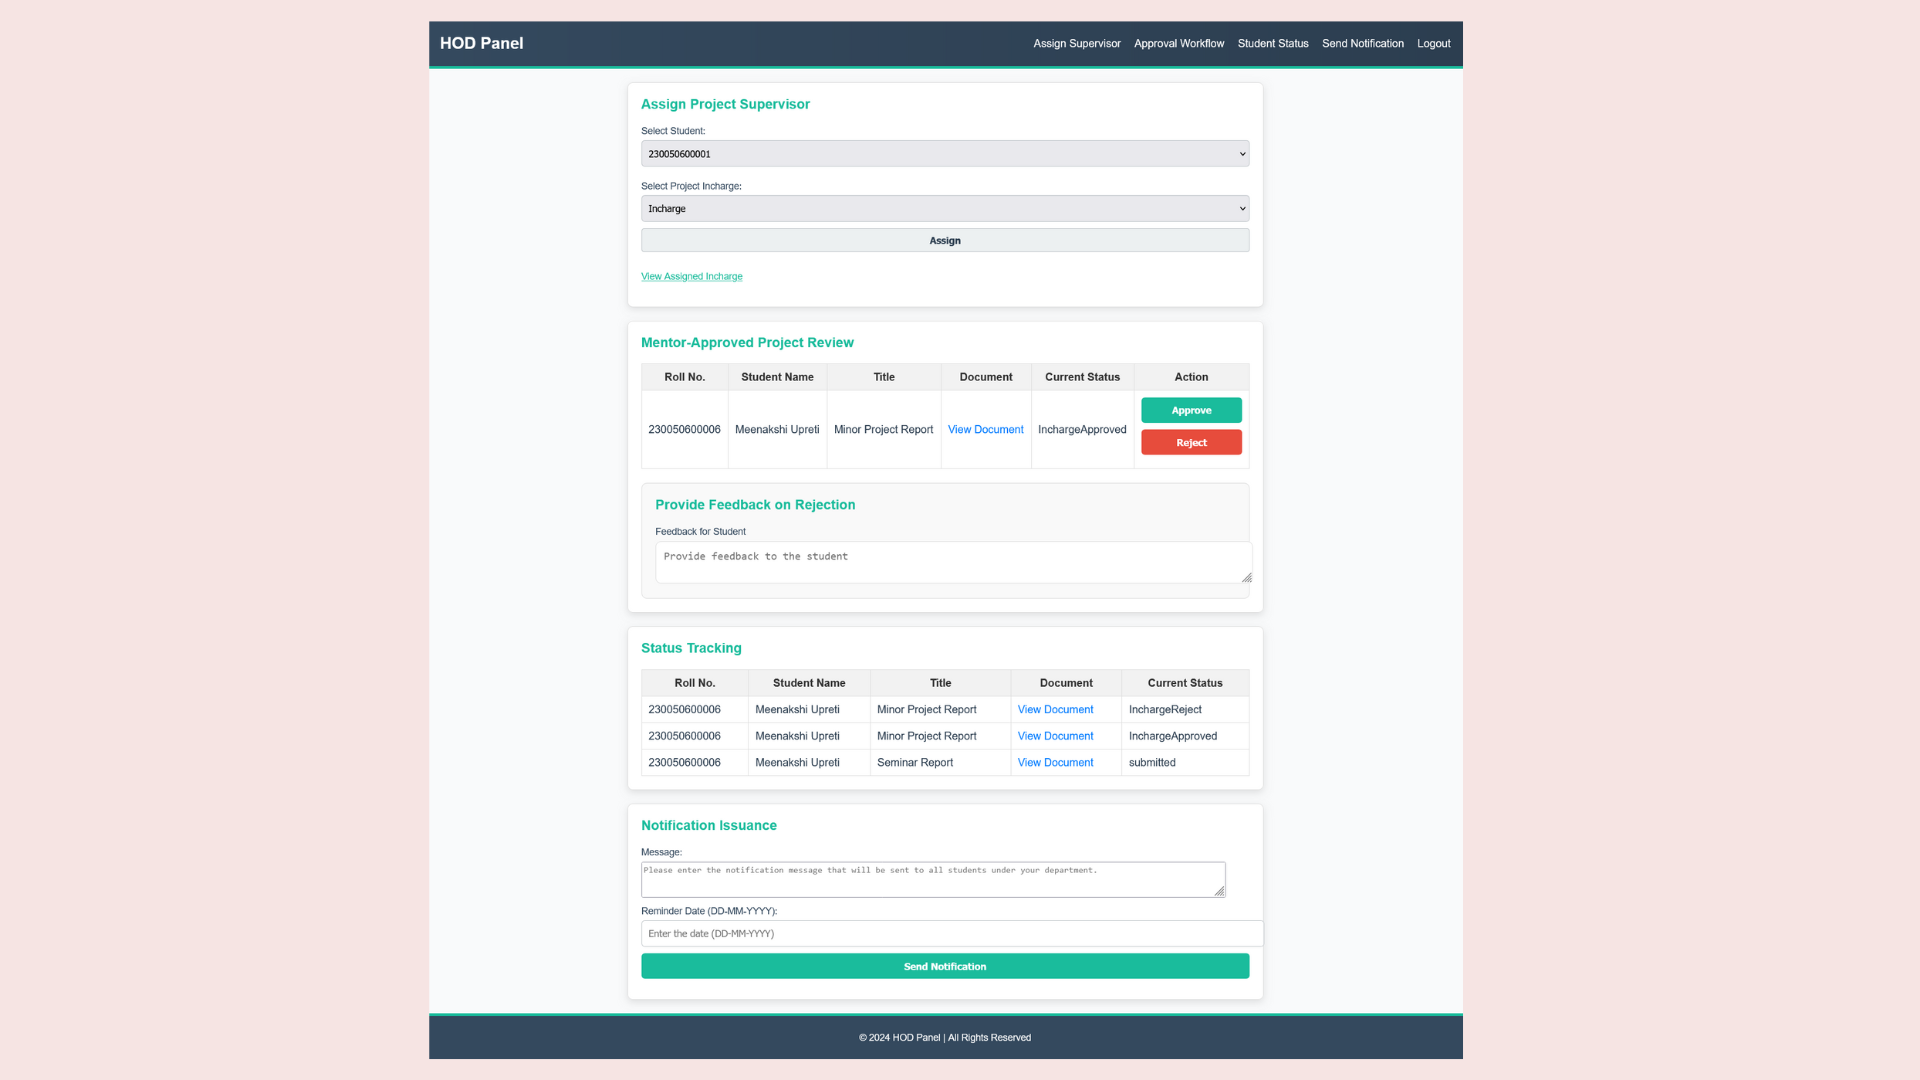 HOD Panel
Assign Supervisor Approval Workflow Student Status Send Notification Logout
Assign Project Supervisor
Select Student:
230050600001
Select Project Incharge:
Incharge
Assign
View Assigned Incharge
Mentor-Approved Project Review
Roll No. Student Name Title Document Current Status Action
230050600006 Meenakshi Upreti Minor Project Report View Document InchargeApproved Approve
Reject
Provide Feedback on Rejection
Feedback for Student
Provide feedback to the student
Status Tracking
Roll No. Student Name Title Document Current Status
230050600006 Meenakshi Upreti Minor Project Report View Document InchargeReject
230050600006 Meenakshi Upreti Minor Project Report View Document InchargeApproved
230050600006 Meenakshi Upreti Seminar Report View Document submitted
Notification Issuance
Message:
Please enter the notification message that will be sent to all students under your department.
Reminder Date (DD-MM-YYYY):
Enter the date (DD-MM-YYYY)
Send Notification
© 2024 HOD Panel | All Rights Reserved